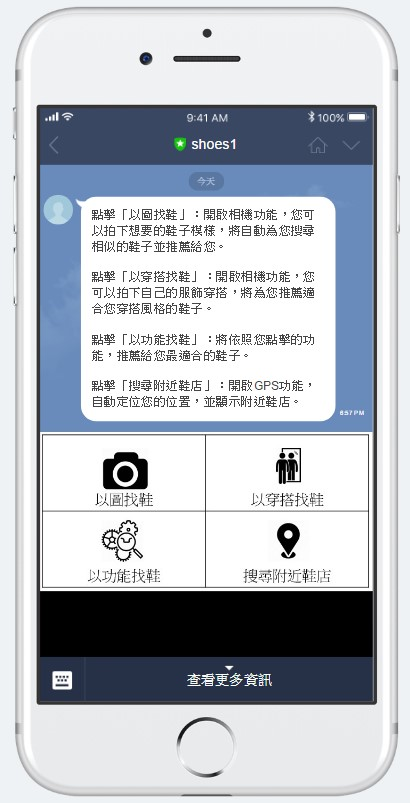 9:41 AM
100%
shoes1
今天
點擊「以圖找鞋」：開啟相機功能，您可
以拍下想要的鞋子模樣，將自動為您搜尋
相似的鞋子並推薦給您。
點擊「以穿搭找鞋」：開啟相機功能，您
可以拍下自己的服飾穿搭，將為您推薦適
合您穿搭風格的鞋子。
點擊「以功能找鞋」：將依照您點擊的功
能，推薦給您最適合的鞋子。
點擊「搜尋附近鞋店」：開啟GPS功能，
自動定位您的位置，並顯示附近鞋店。
8:57 PM
以圖找鞋
以穿搭找鞋
以功能找鞋
搜尋附近鞋店
查看更多資訊